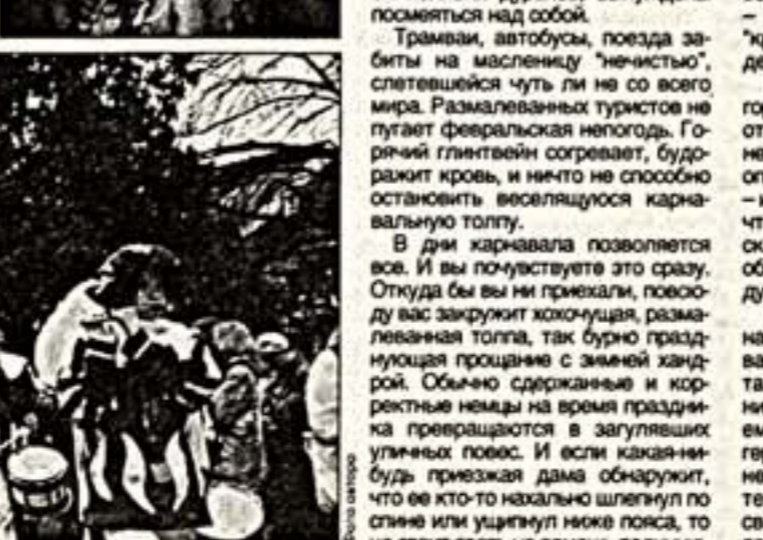 посмеяться над собой.
Трамваи, автобусы, поезда за-
биты на масленицу "нечистью",
слетевшейся чуть ли не со всего
мира. Размалеванных туристов не
пугает февральская непогодь. Го-
рячий глинтвейн согревает, будо-
ражит кровь, и ничто не способно
остановить веселящуюся карна-
вальную толпу.
В дни карнавала позволяется
все. И вы почувствуете это сразу.
Откуда бы вы ни приехали, повсю-
ду вас закружит хохочущая, разма-
леванная толпа, так бурно празд-
нующая прощание с зимней ханд-
рой. Обычно сдержанные и кор-
ректные немцы на время праздни-
ка превращаются в загулявших
уличных повес. И если какая-ни-
будь приезжая дама обнаружит,
что ее кто-то нахально шлепнул по
спине или ущипнул ниже пояса, то
Фото автора